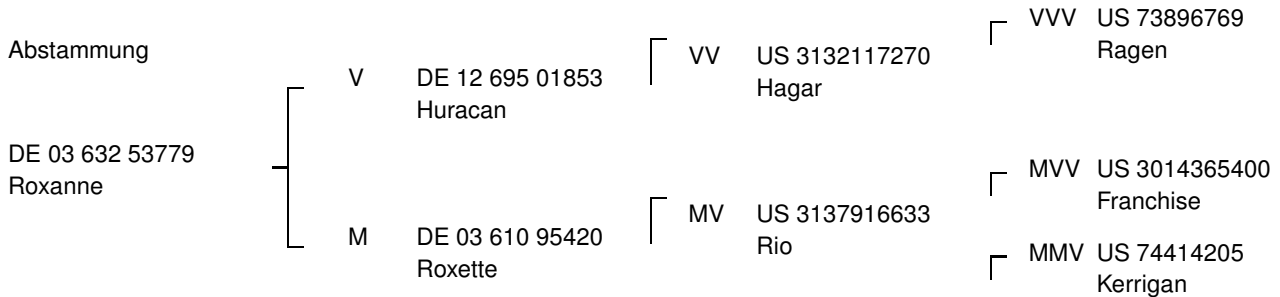 Abstammung
DE 03 632 53779
Roxanne
V DE 12 695 01853
Huracan
M DE 03 610 95420
Roxette
VV US 3132117270
Hagar
MV US 3137916633
Rio
VVV US 73896769
Ragen
MVV US 3014365400
Franchise
MMV US 74414205
Kerrigan